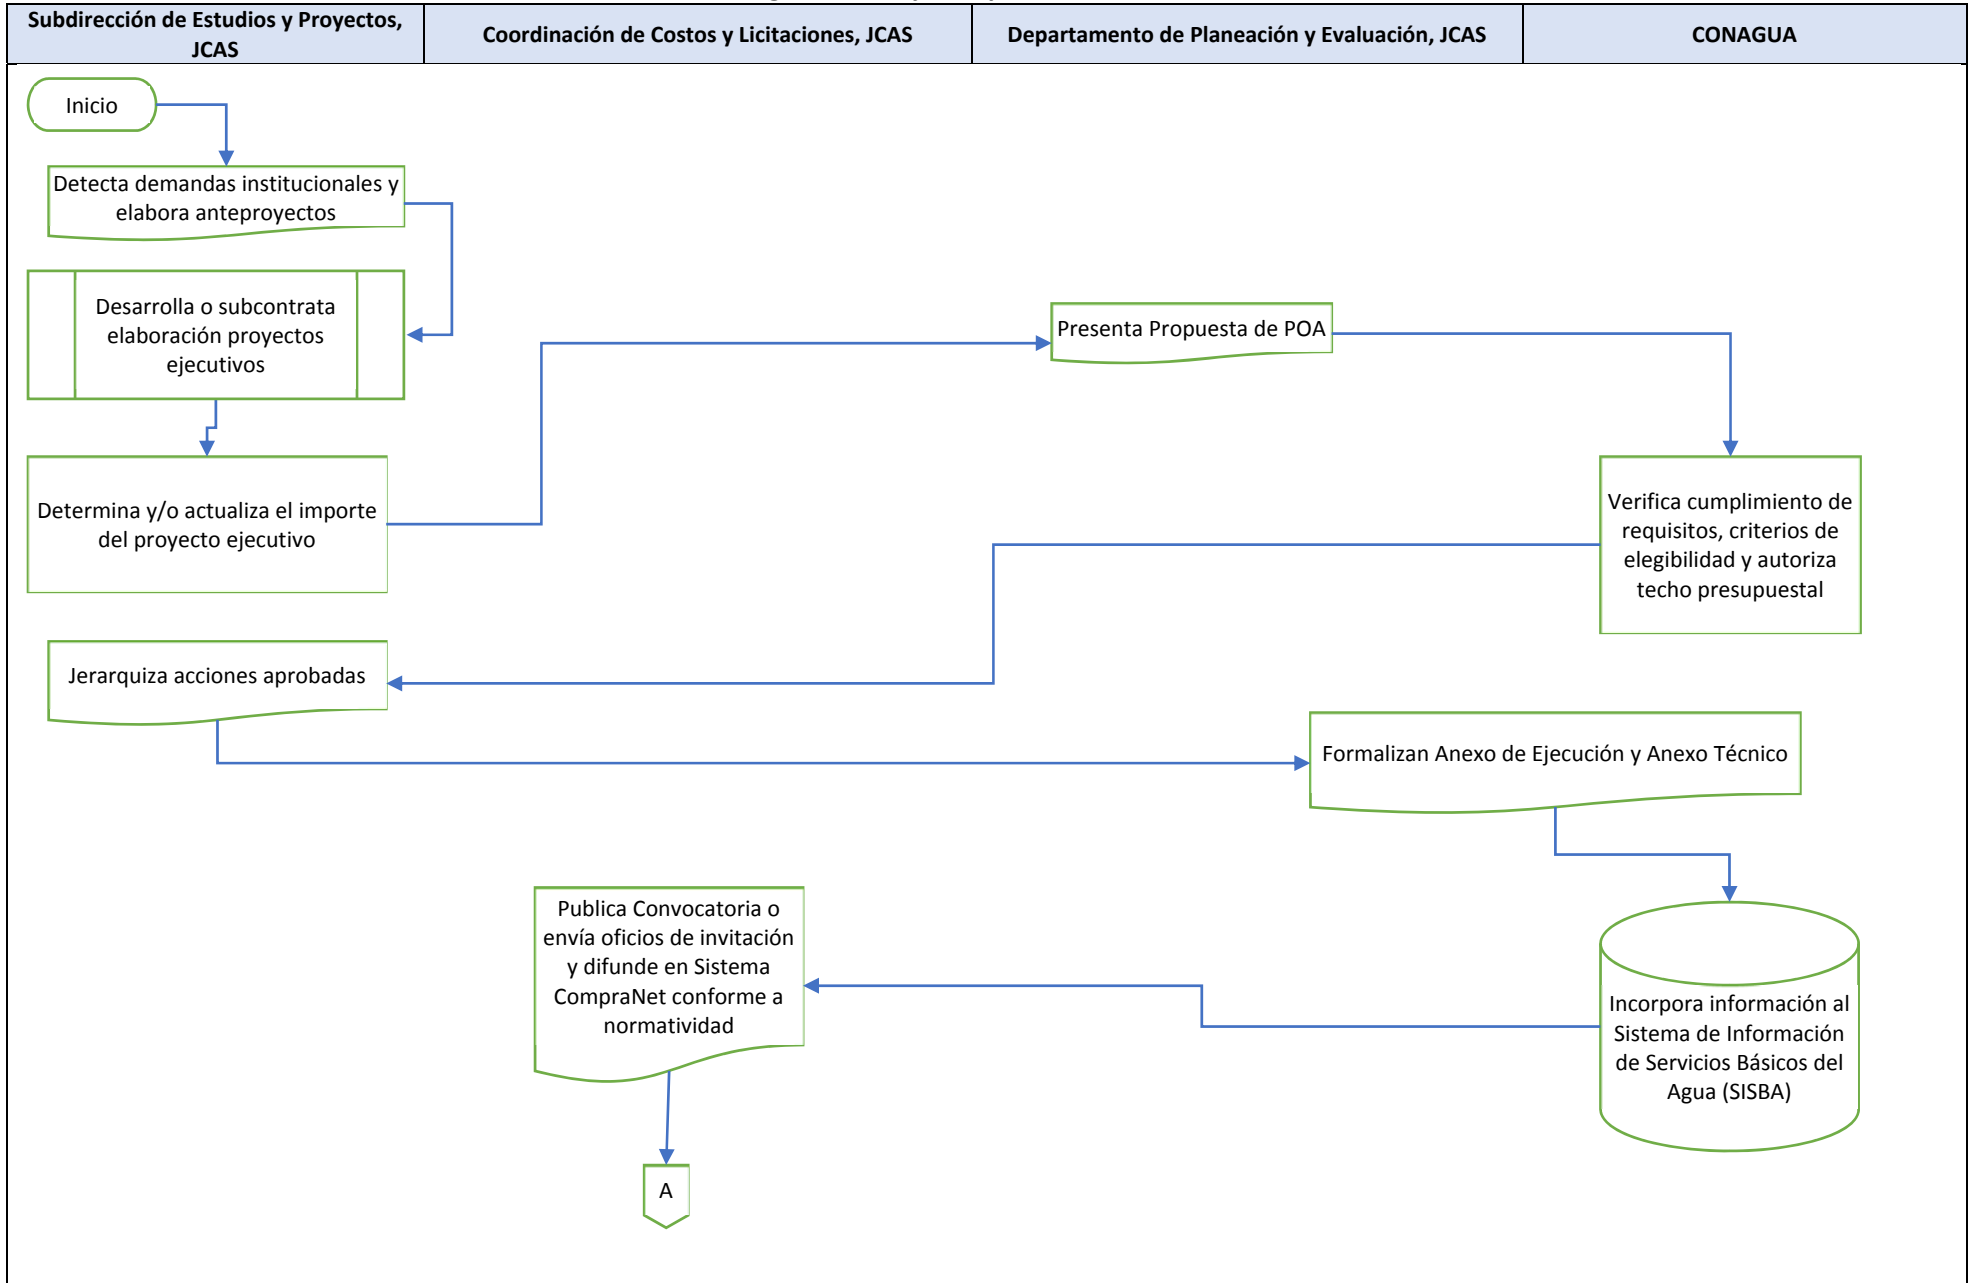 Subdirección de Estudios y Proyectos,
JCAS
Coordinación de Costos y Licitaciones, JCAS
Departamento de Planeación y Evaluación, JCAS
CONAGUA
Inicio
Detecta demandas institucionales y
elabora anteproyectos
Desarrolla o subcontrata
elaboración proyectos
ejecutivos
Presenta Propuesta de POA
Determina y/o actualiza el importe
del proyecto ejecutivo
Verifica cumplimiento de
requisitos, criterios de
elegibilidad y autoriza
techo presupuestal
Jerarquiza acciones aprobadas
Formalizan Anexo de Ejecución y Anexo Técnico
Publica Convocatoria o
envía oficios de invitación
y difunde en Sistema
CompraNet conforme a
normatividad
Incorpora información al
Sistema de Información
de Servicios Básicos del
Agua (SISBA)
A